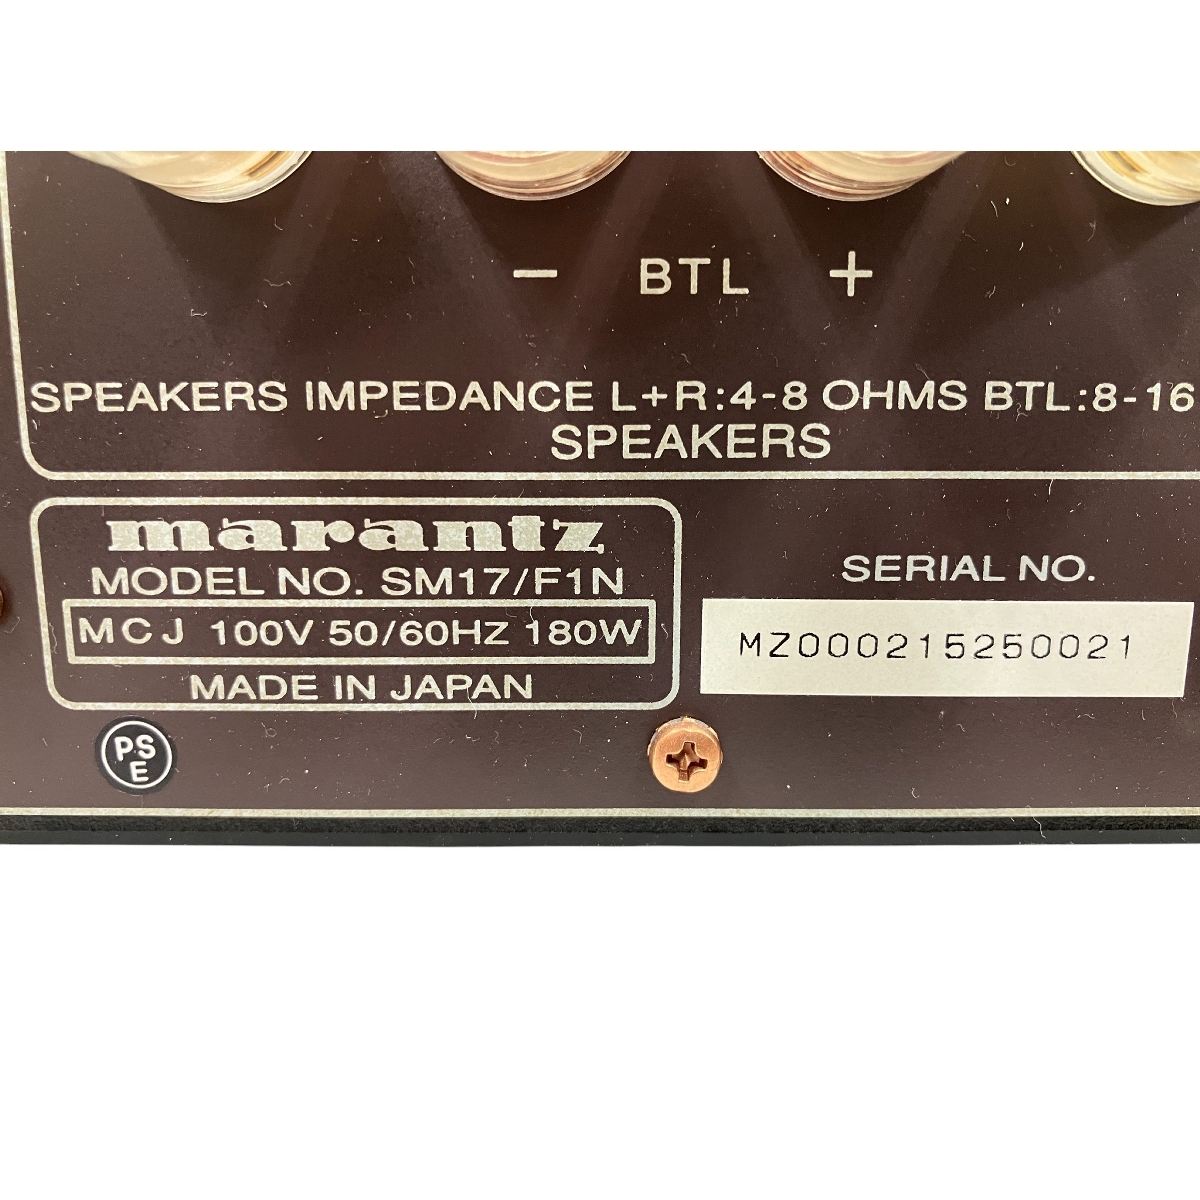 − BTL +
SPEAKERS IMPEDANCE L+R:4-8 OHMS BTL:8-16
SPEAKERS
marantz
MODEL NO. SM17/F1N
MCJ 100V 50/60HZ 180W
MADE IN JAPAN
SERIAL NO.
MZ000215250021
PS
E